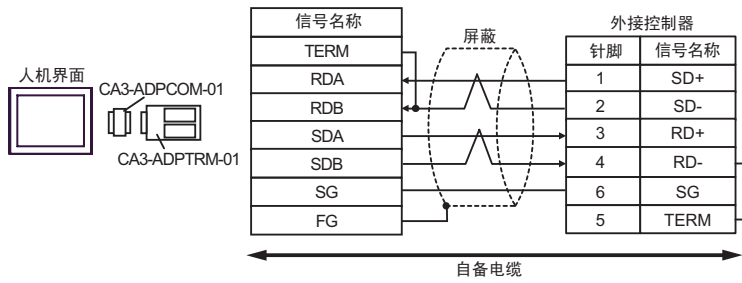 人机界面
CA3-ADPCOM-01
CA3-ADPTRM-01
信号名称
TERM
RDA
RDB
SDA
SDB
SG
FG
屏蔽
外接控制器
针脚 信号名称
1 SD+
2 SD-
3 RD+
4 RD-
6 SG
5 TERM
自备电缆